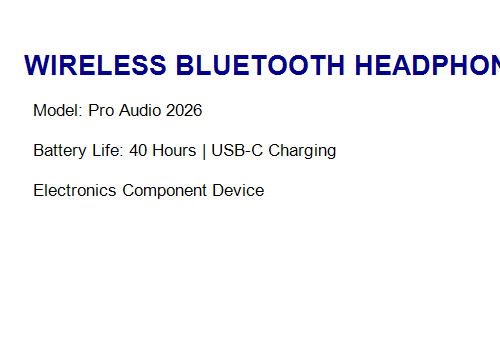 WIRELESS BLUETOOTH HEADPHON
Model: Pro Audio 2026
Battery Life: 40 Hours | USB-C Charging
Electronics Component Device